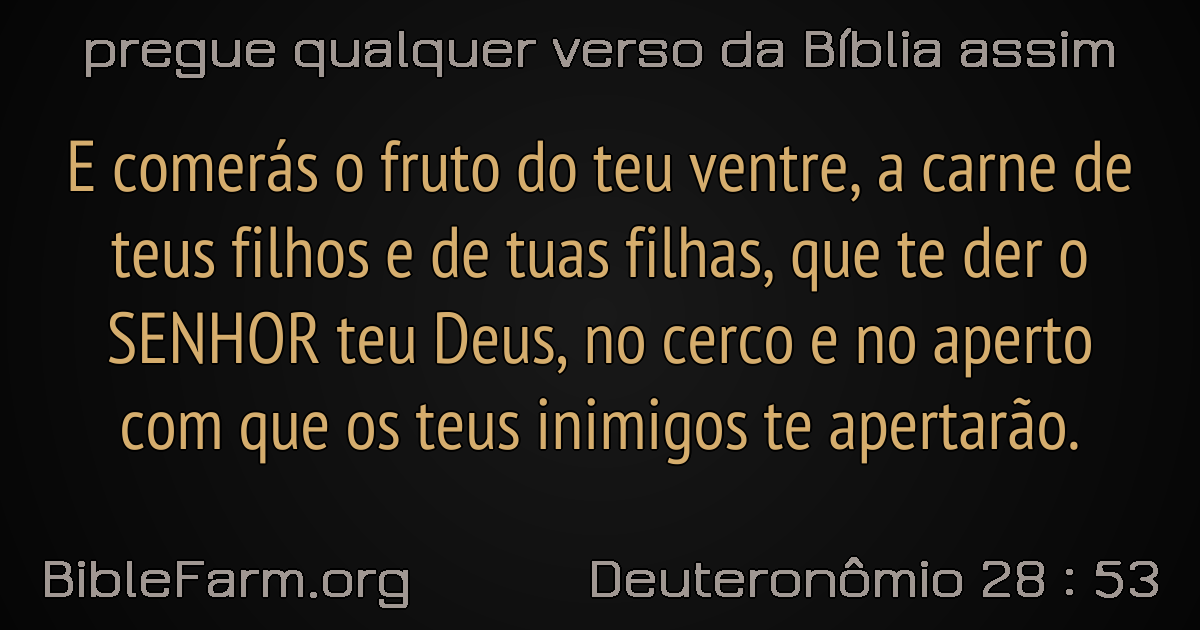 pregue qualquer verso da Bíblia assim
E comerás o fruto do teu ventre, a carne de
teus filhos e de tuas filhas, que te der o
SENHOR teu Deus, no cerco e no aperto
com que os teus inimigos te apertarão.
BibleFarm.org
Deuteronômio 28 : 53